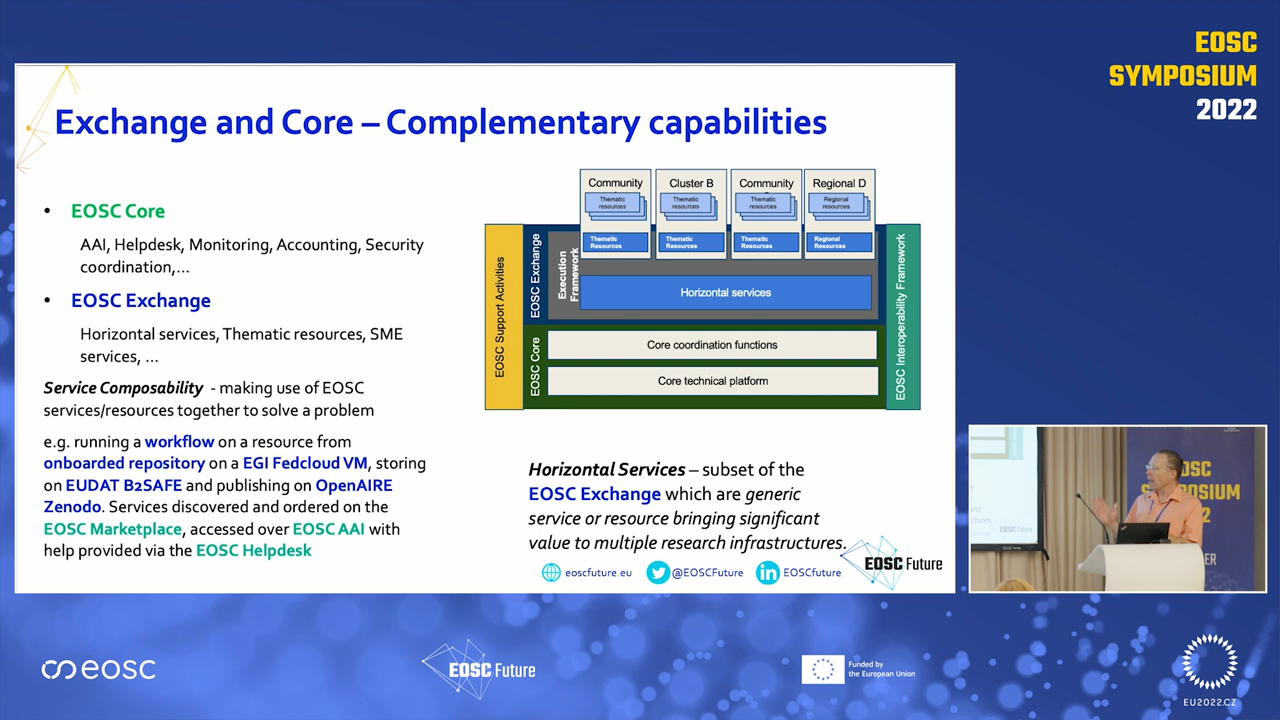 EOSC
SYMPOSIUM
2022
Exchange and Core – Complementary capabilities
• EOSC Core
AAI, Helpdesk, Monitoring, Accounting, Security
coordination,...
• EOSC Exchange
Horizontal services, Thematic resources, SME
services, ...
Service Composability - making use of EOSC
services/resources together to solve a problem
e.g. running a workflow on a resource from
onboarded repository on a EGI Fedcloud VM, storing
on EUDAT B2SAFE and publishing on OpenAIRE
Zenodo. Services discovered and ordered on the
EOSC Marketplace, accessed over EOSC AAI with
help provided via the EOSC Helpdesk
Community
Thematic
resources
Thematic
Resources
Cluster B
Thematic
resources
Thematic
Resources
Community
Thematic
resources
Thematic
Resources
Regional D
Regional
resources
Regional
Resources
EOSC Support Activities
EOSC Exchange
Execution
Framework
Horizontal services
EOSC Core
Core coordination functions
Core technical platform
EOSC Interoperability Framework
Horizontal Services – subset of the
EOSC Exchange which are generic
service or resource bringing significant
value to multiple research infrastructures.
eoscfuture.eu
@EOSCFuture
EOSCfuture
EOSC Future
eosc
EOSC Future
Funded by
the European Union
EU2022.CZ